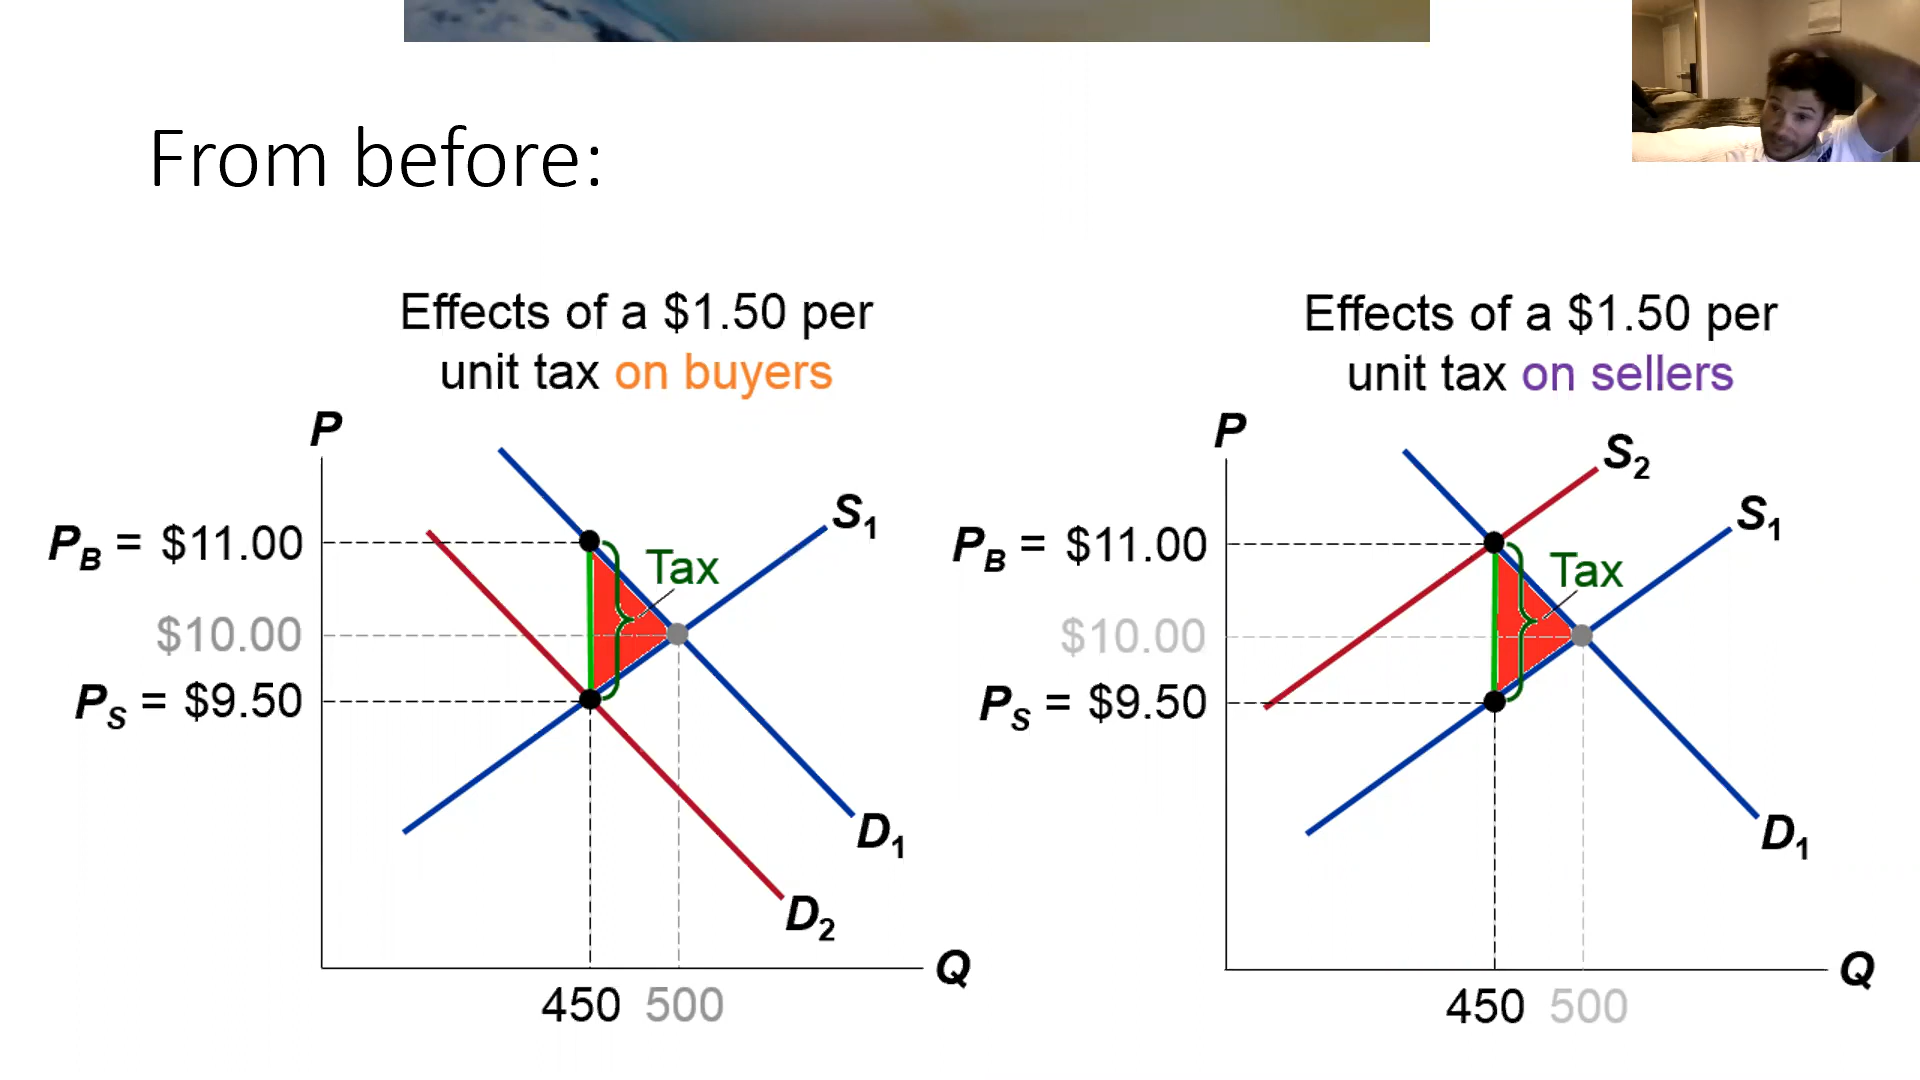 From before:
Effects of a $1.50 per
unit tax on buyers
P
S1
PB = $11.00
Tax
$10.00
PS = $9.50
D1
D2
Q
450 500
Effects of a $1.50 per
unit tax on sellers
P
S2
S1
PB = $11.00
Tax
$10.00
PS = $9.50
D1
Q
450 500